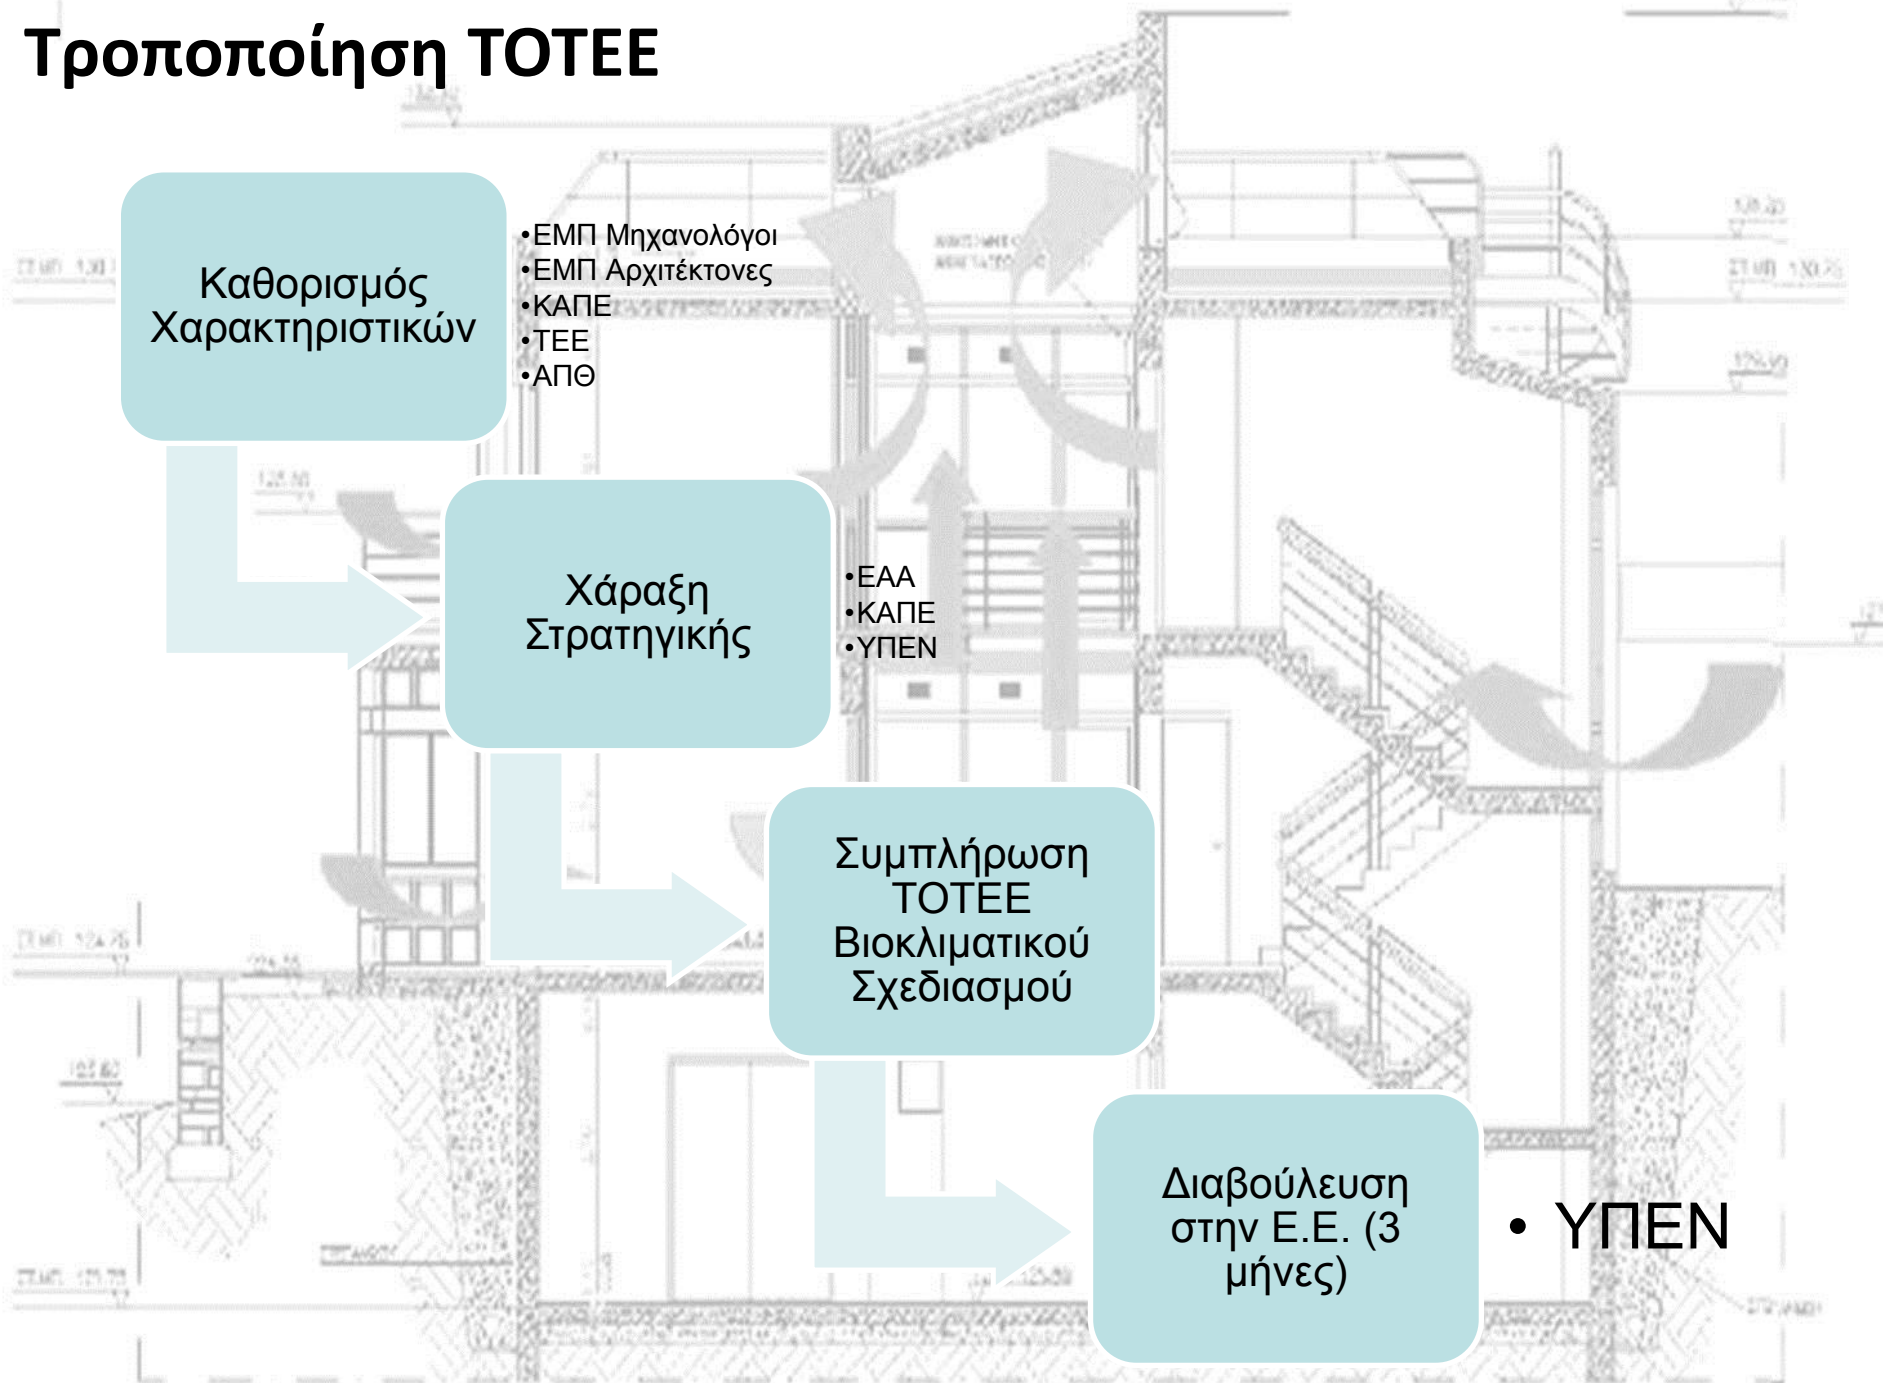 Τροποποίηση ΤΟΤΕΕ
Καθορισμός
Χαρακτηριστικών
•ΕΜΠ Μηχανολόγοι
•ΕΜΠ Αρχιτέκτονες
•ΚΑΠΕ
•ΤΕΕ
•ΑΠΘ
Χάραξη
Στρατηγικής
•ΕΑΑ
•ΚΑΠΕ
•ΥΠΕΝ
Συμπλήρωση
ΤΟΤΕΕ
Βιοκλιματικού
Σχεδιασμού
Διαβούλευση
στην Ε.Ε. (3
μήνες)
• ΥΠΕΝ